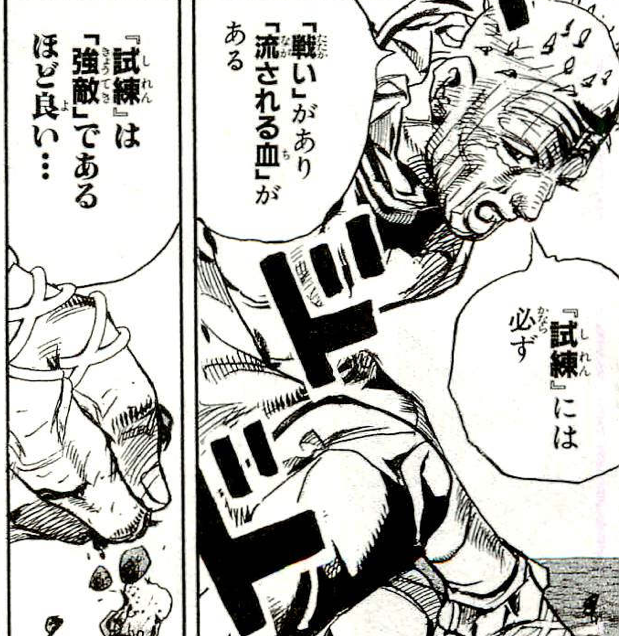 『試練』には
必ず
「戦い」があり
「流される血」が
ある
ドド
『試練』は
「強敵」である
ほど良い…